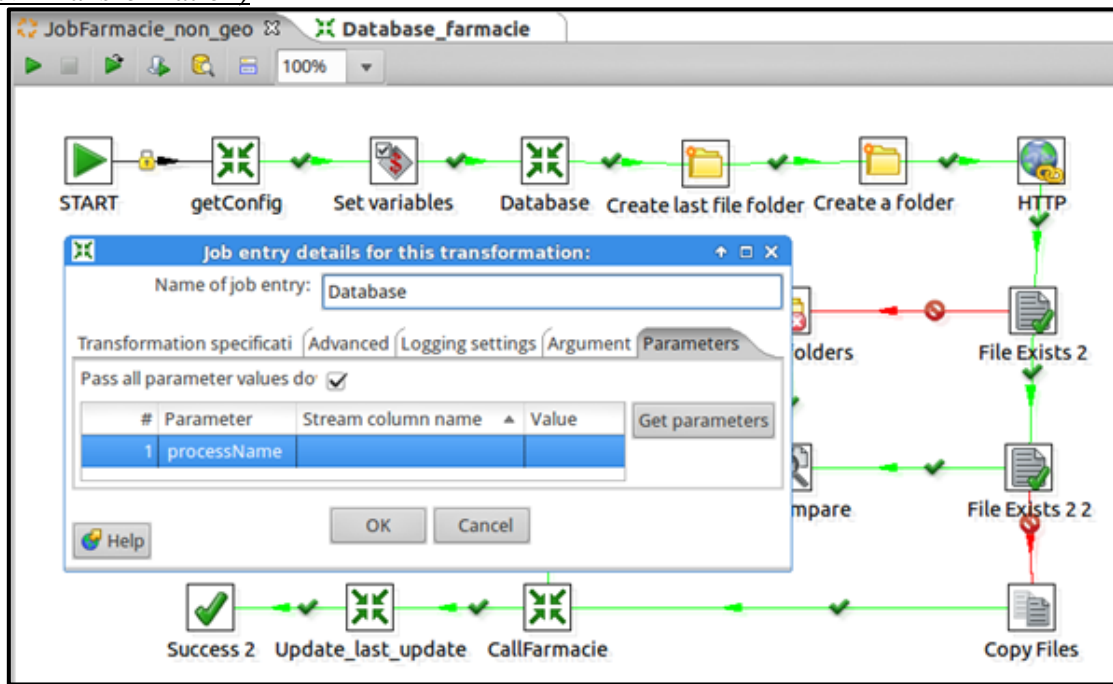 JobFarmacie_non_geo
Database_farmacie
100%
START
getConfig
Set variables
Database
Create last file folder
Create a folder
HTTP
Job entry details for this transformation:
Name of job entry:
Database
Transformation specificati
Advanced
Logging settings
Argument
Parameters
Pass all parameter values do
# Parameter Stream column name Value
Get parameters
1 processName
OK
Cancel
Help
olders
File Exists 2
mpare
File Exists 2 2
Success 2
Update_last_update
CallFarmacie
Copy Files